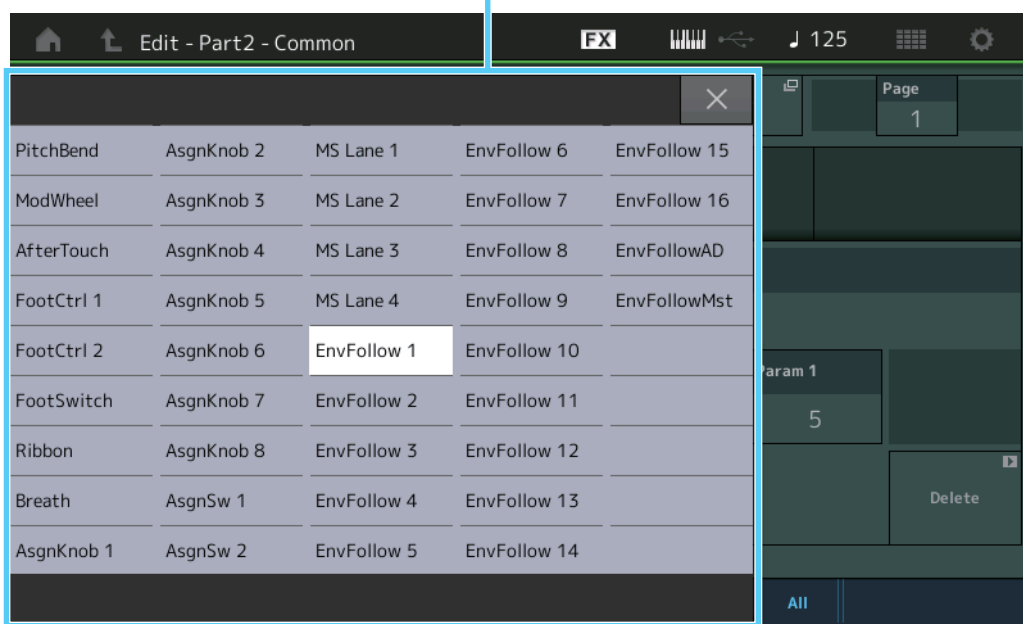 Edit - Part2 - Common FX ♩ 125
Page
1
PitchBend AsgnKnob 2 MS Lane 1 EnvFollow 6 EnvFollow 15
ModWheel AsgnKnob 3 MS Lane 2 EnvFollow 7 EnvFollow 16
AfterTouch AsgnKnob 4 MS Lane 3 EnvFollow 8 EnvFollowAD
FootCtrl 1 AsgnKnob 5 MS Lane 4 EnvFollow 9 EnvFollowMst
FootCtrl 2 AsgnKnob 6 EnvFollow 1 EnvFollow 10
Param 1
FootSwitch AsgnKnob 7 EnvFollow 2 EnvFollow 11
5
Ribbon AsgnKnob 8 EnvFollow 3 EnvFollow 12
Breath AsgnSw 1 EnvFollow 4 EnvFollow 13
Delete
AsgnKnob 1 AsgnSw 2 EnvFollow 5 EnvFollow 14
All